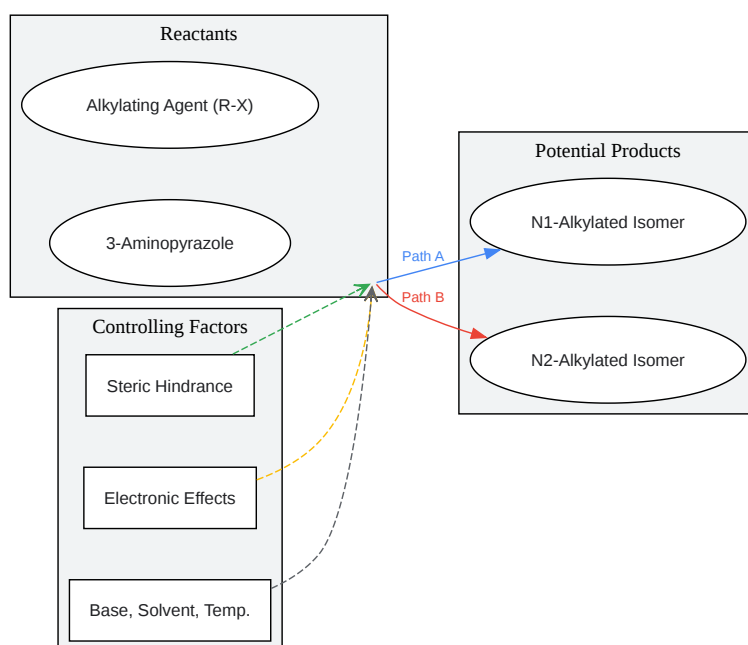 Reactants
Alkylating Agent (R-X)
3-Aminopyrazole
Potential Products
N1-Alkylated Isomer
N2-Alkylated Isomer
Path A
Path B
Controlling Factors
Steric Hindrance
Electronic Effects
Base, Solvent, Temp.